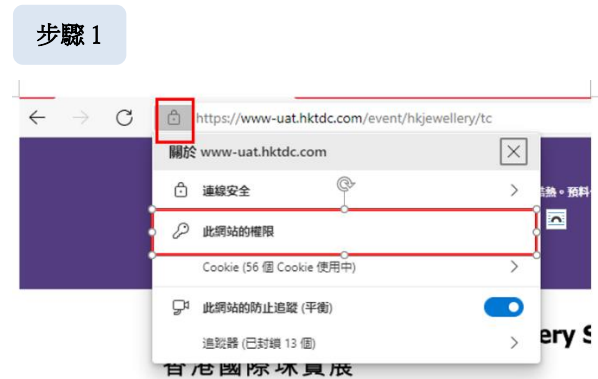 步驟 1
https://www-uat.hktdc.com/event/hkjewellery/tc
關於 www-uat.hktdc.com
連線安全
此網站的權限
Cookie (56 個 Cookie 使用中)
此網站的防止追蹤 (平衡)
追蹤器 (已封鎖 13 個)
熱。預料
ery S
香港國際珠寶展